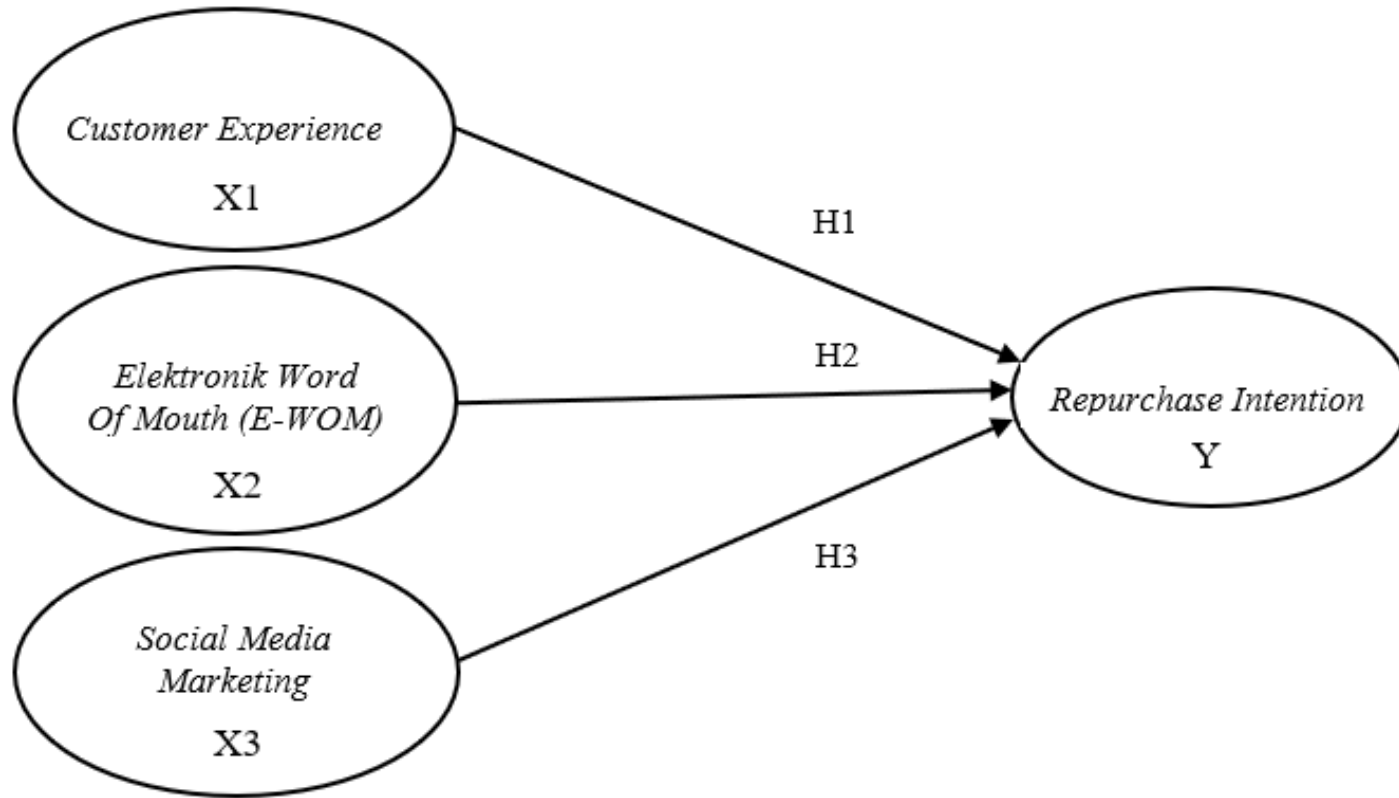 Customer Experience
X1
H1
Elektronik Word
Of Mouth (E-WOM)
X2
H2
Repurchase Intention
Y
Social Media
Marketing
X3
H3